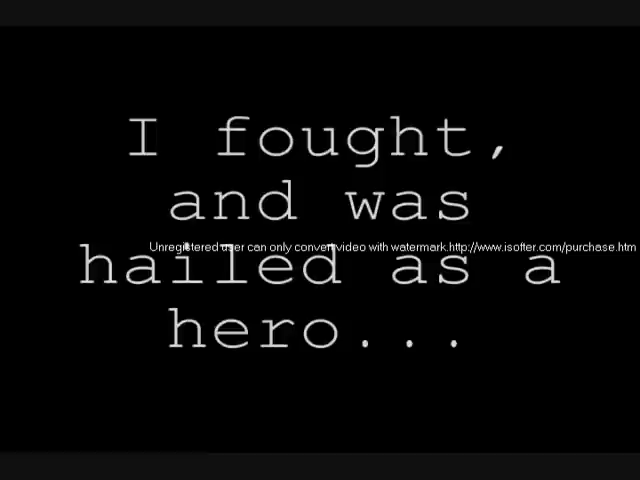 I fought,
and was
Unregistered user can only convert video with watermark.http://www.isofter.com/purchase.htm
hailed as a
hero...